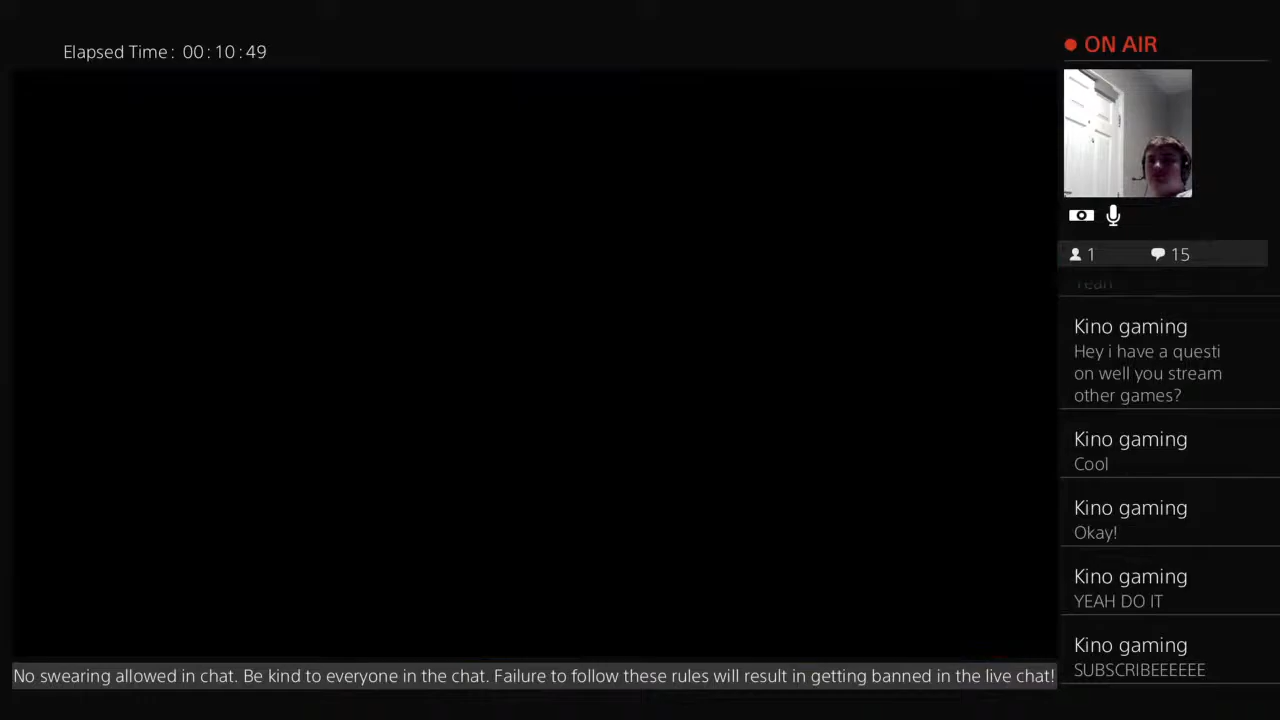 Elapsed Time: 00:10:49
ON AIR
1 15
Yeah
Kino gaming
Hey i have a questi
on well you stream
other games?
Kino gaming
Cool
Kino gaming
Okay!
Kino gaming
YEAH DO IT
Kino gaming
SUBSCRIBEEEEEE
No swearing allowed in chat. Be kind to everyone in the chat. Failure to follow these rules will result in getting banned in the live chat!